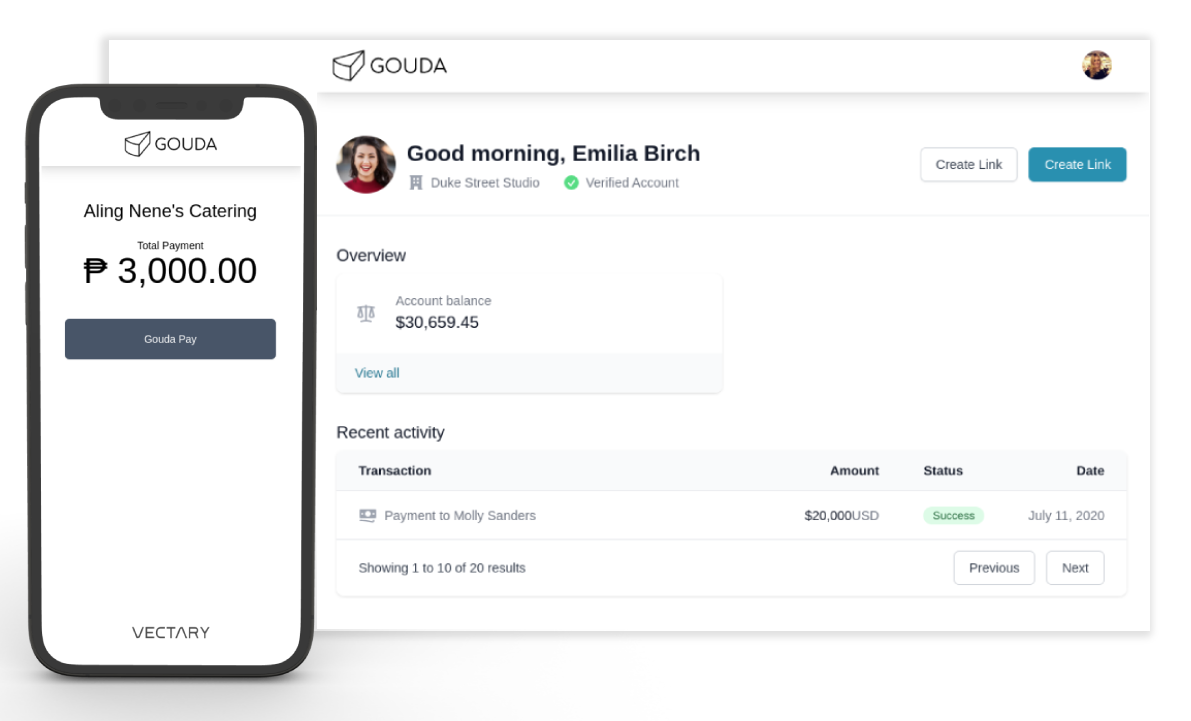 GOUDA
Aling Nene's Catering
Total Payment
₱ 3,000.00
Gouda Pay
VECTARY
GOUDA
Good morning, Emilia Birch
Duke Street Studio Verified Account
Create Link Create Link
Overview
Account balance
$30,659.45
View all
Recent activity
Transaction Amount Status Date
Payment to Molly Sanders $20,000USD Success July 11, 2020
Showing 1 to 10 of 20 results Previous Next